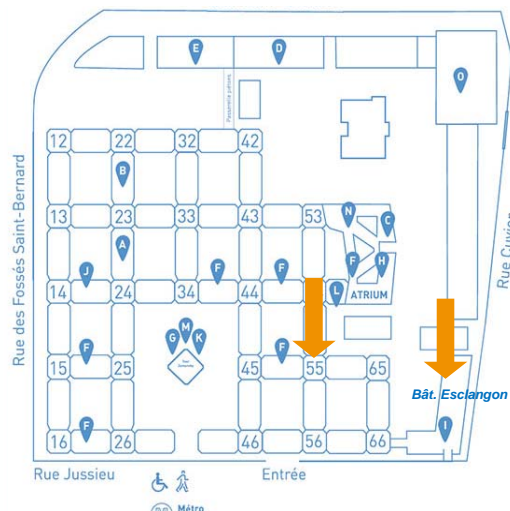 E D
O
Passerelle piétons
12 22 32 42
B
Rue des Fossés Saint-Bernard
Rue Cuvier
13 23 33 43 53
N C
A
J F F F H
L ATRIUM
14 24 34 44
G M K
F F
15 25 45 55 65
Bât. Esclangon
F I
16 26 46 56 66
Rue Jussieu Entrée
Métro